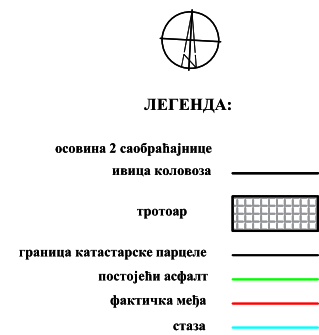 ЛЕГЕНДА:
осовина 2 саобраћајнице
ивица коловоза
тротоар
граница катастарске парцеле
постојећи асфалт
фактичка међа
стаза